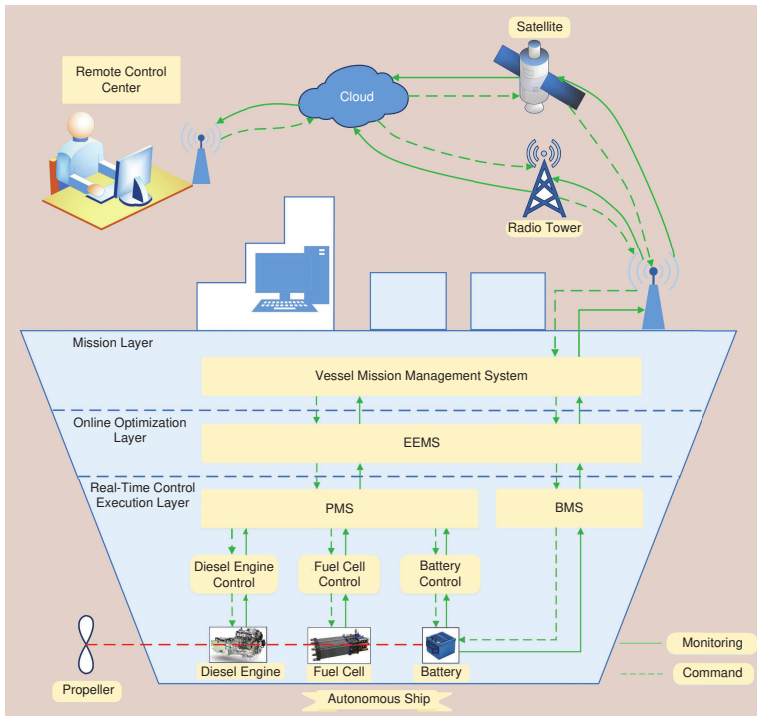 Satellite
Remote Control
Center
Cloud
Radio Tower
Mission Layer
Vessel Mission Management System
Online Optimization
Layer
EEMS
Real-Time Control
Execution Layer
PMS
BMS
Diesel Engine
Control
Fuel Cell
Control
Battery
Control
Propeller
Diesel Engine
Fuel Cell
Battery
Monitoring
Command
Autonomous Ship